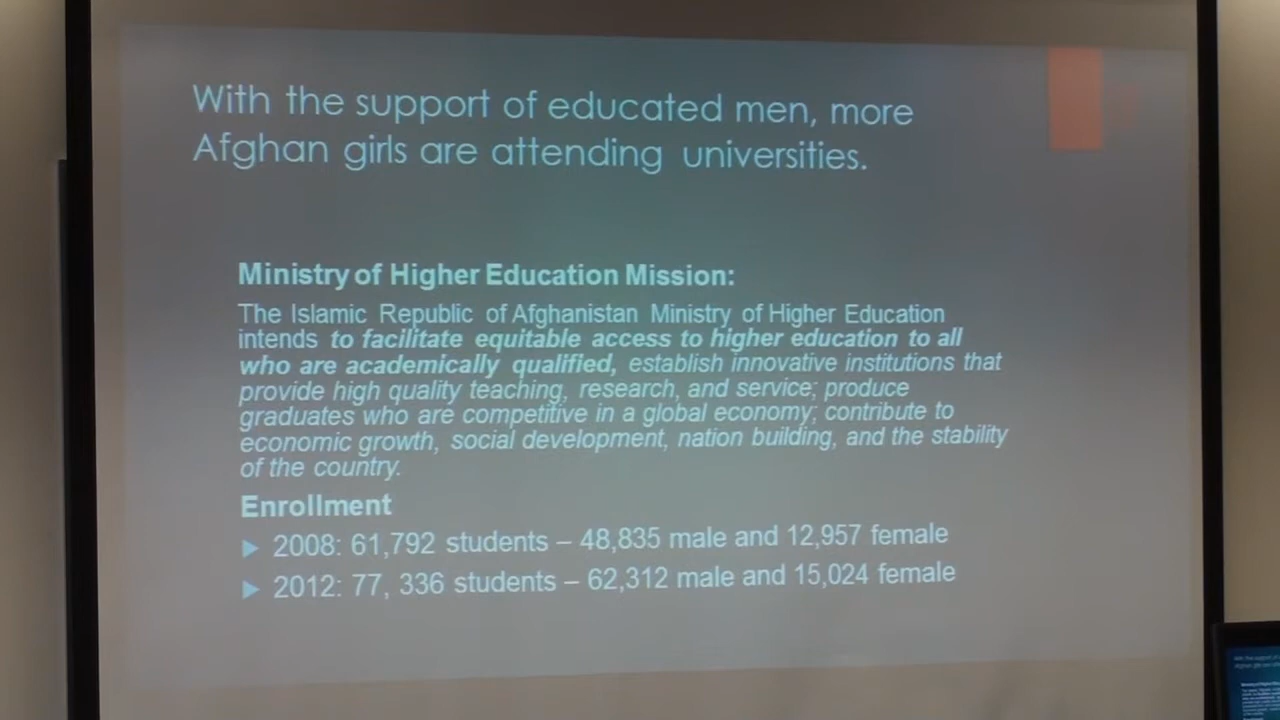 With the support of educated men, more
Afghan girls are attending universities.
Ministry of Higher Education Mission:
The Islamic Republic of Afghanistan Ministry of Higher Education
intends to facilitate equitable access to higher education to all
who are academically qualified, establish innovative institutions that
provide high quality teaching, research, and service; produce
graduates who are competitive in a global economy; contribute to
economic growth, social development, nation building, and the stability
of the country.
Enrollment
2008: 61,792 students – 48,835 male and 12,957 female
2012: 77, 336 students – 62,312 male and 15,024 female